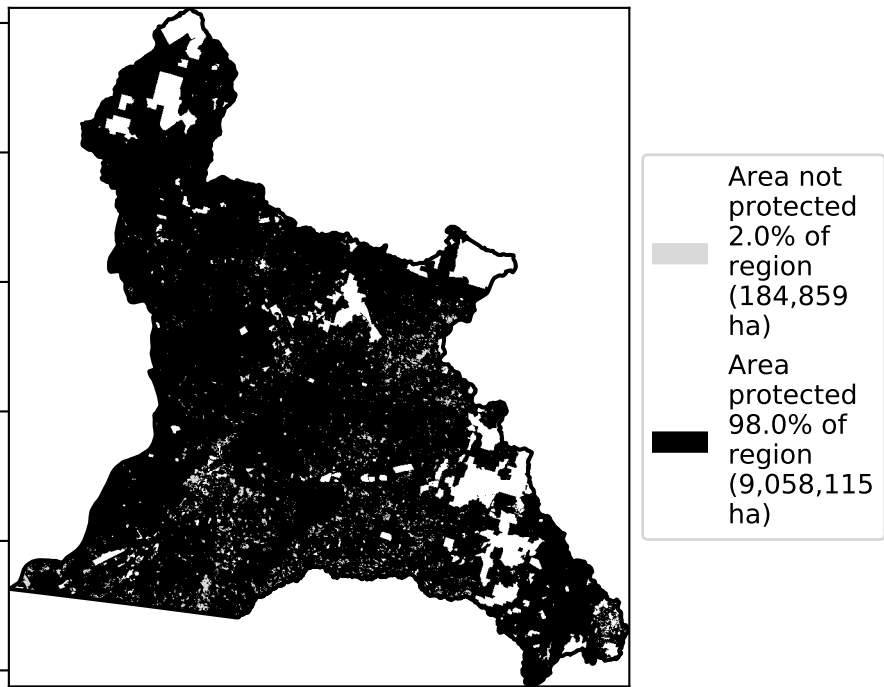 Area not
protected
2.0% of
region
(184,859
ha)
Area
protected
98.0% of
region
(9,058,115
ha)